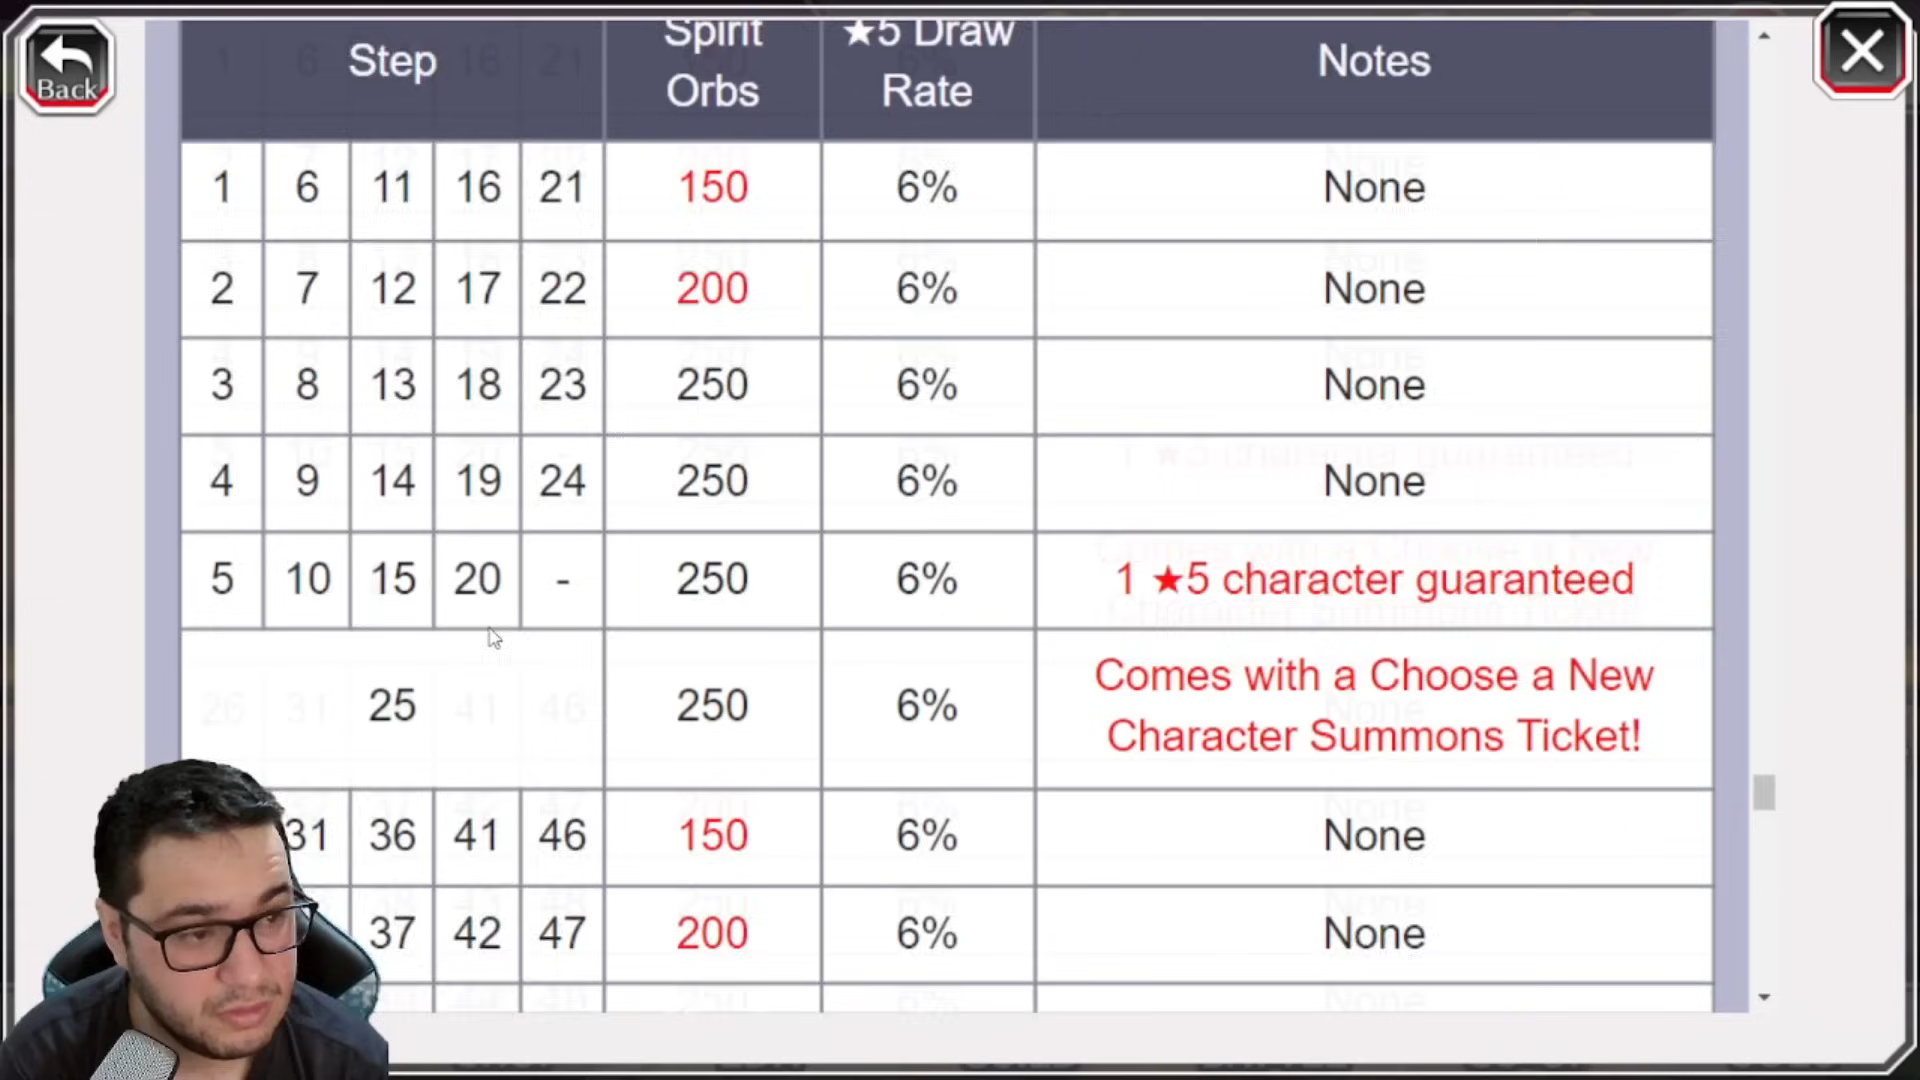 Back
Step
Spirit Orbs
★5 Draw Rate
Notes
1 6 11 16 21 150 6% None
2 7 12 17 22 200 6% None
3 8 13 18 23 250 6% None
4 9 14 19 24 250 6% None
5 10 15 20 - 250 6% 1 ★5 character guaranteed
25 250 6% Comes with a Choose a New
Character Summons Ticket!
31 36 41 46 150 6% None
37 42 47 200 6% None